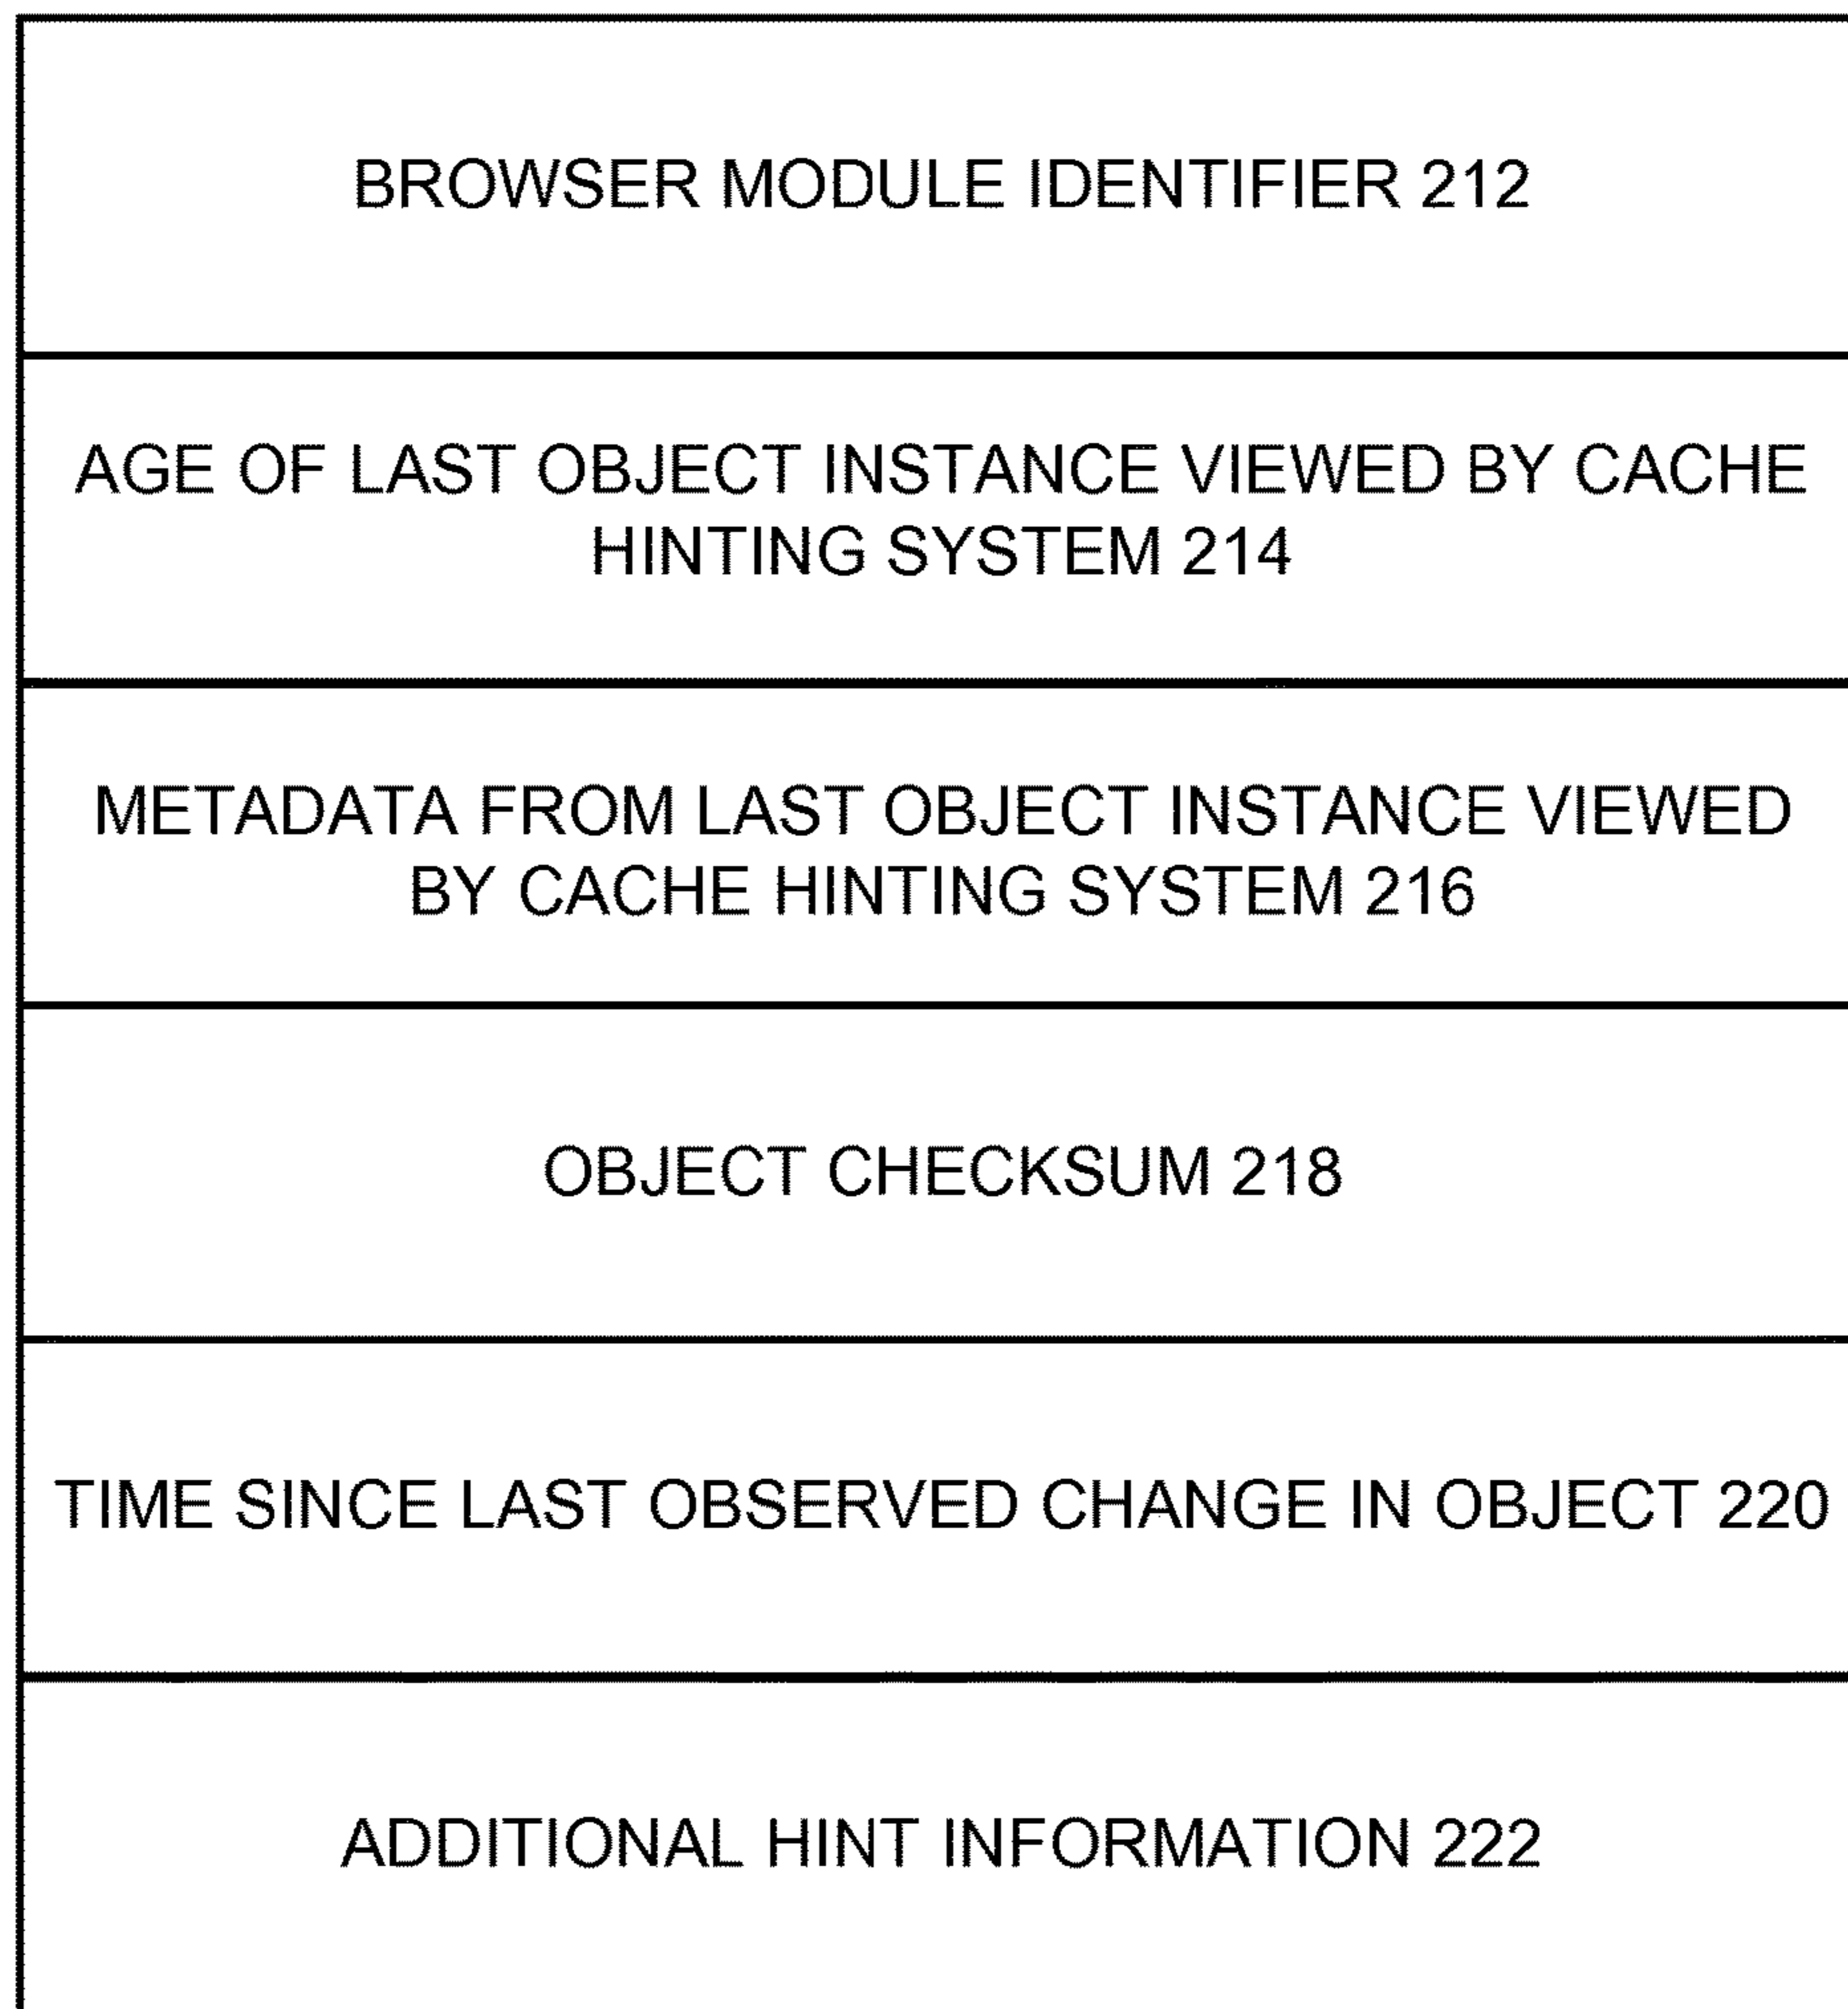 BROWSER MODULE IDENTIFIER 212
AGE OF LAST OBJECT INSTANCE VIEWED BY CACHE
HINTING SYSTEM 214
METADATA FROM LAST OBJECT INSTANCE VIEWED
BY CACHE HINTING SYSTEM 216
OBJECT CHECKSUM 218
TIME SINCE LAST OBSERVED CHANGE IN OBJECT 220
ADDITIONAL HINT INFORMATION 222